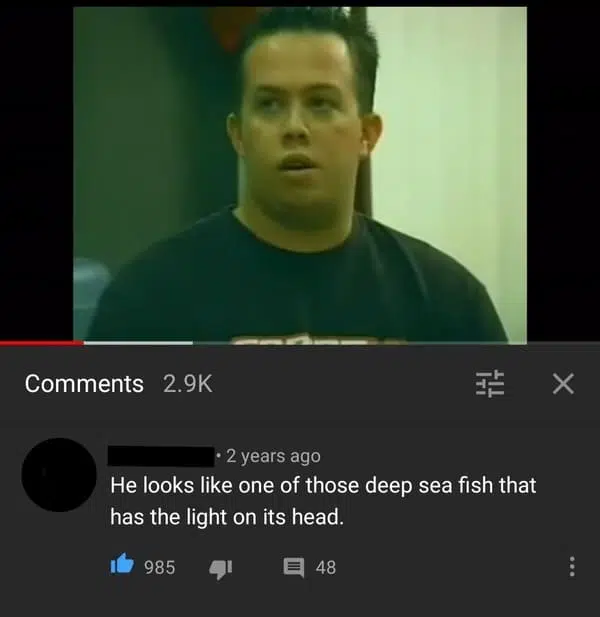 Comments 2.9K
• 2 years ago
He looks like one of those deep sea fish that
has the light on its head.
985 48